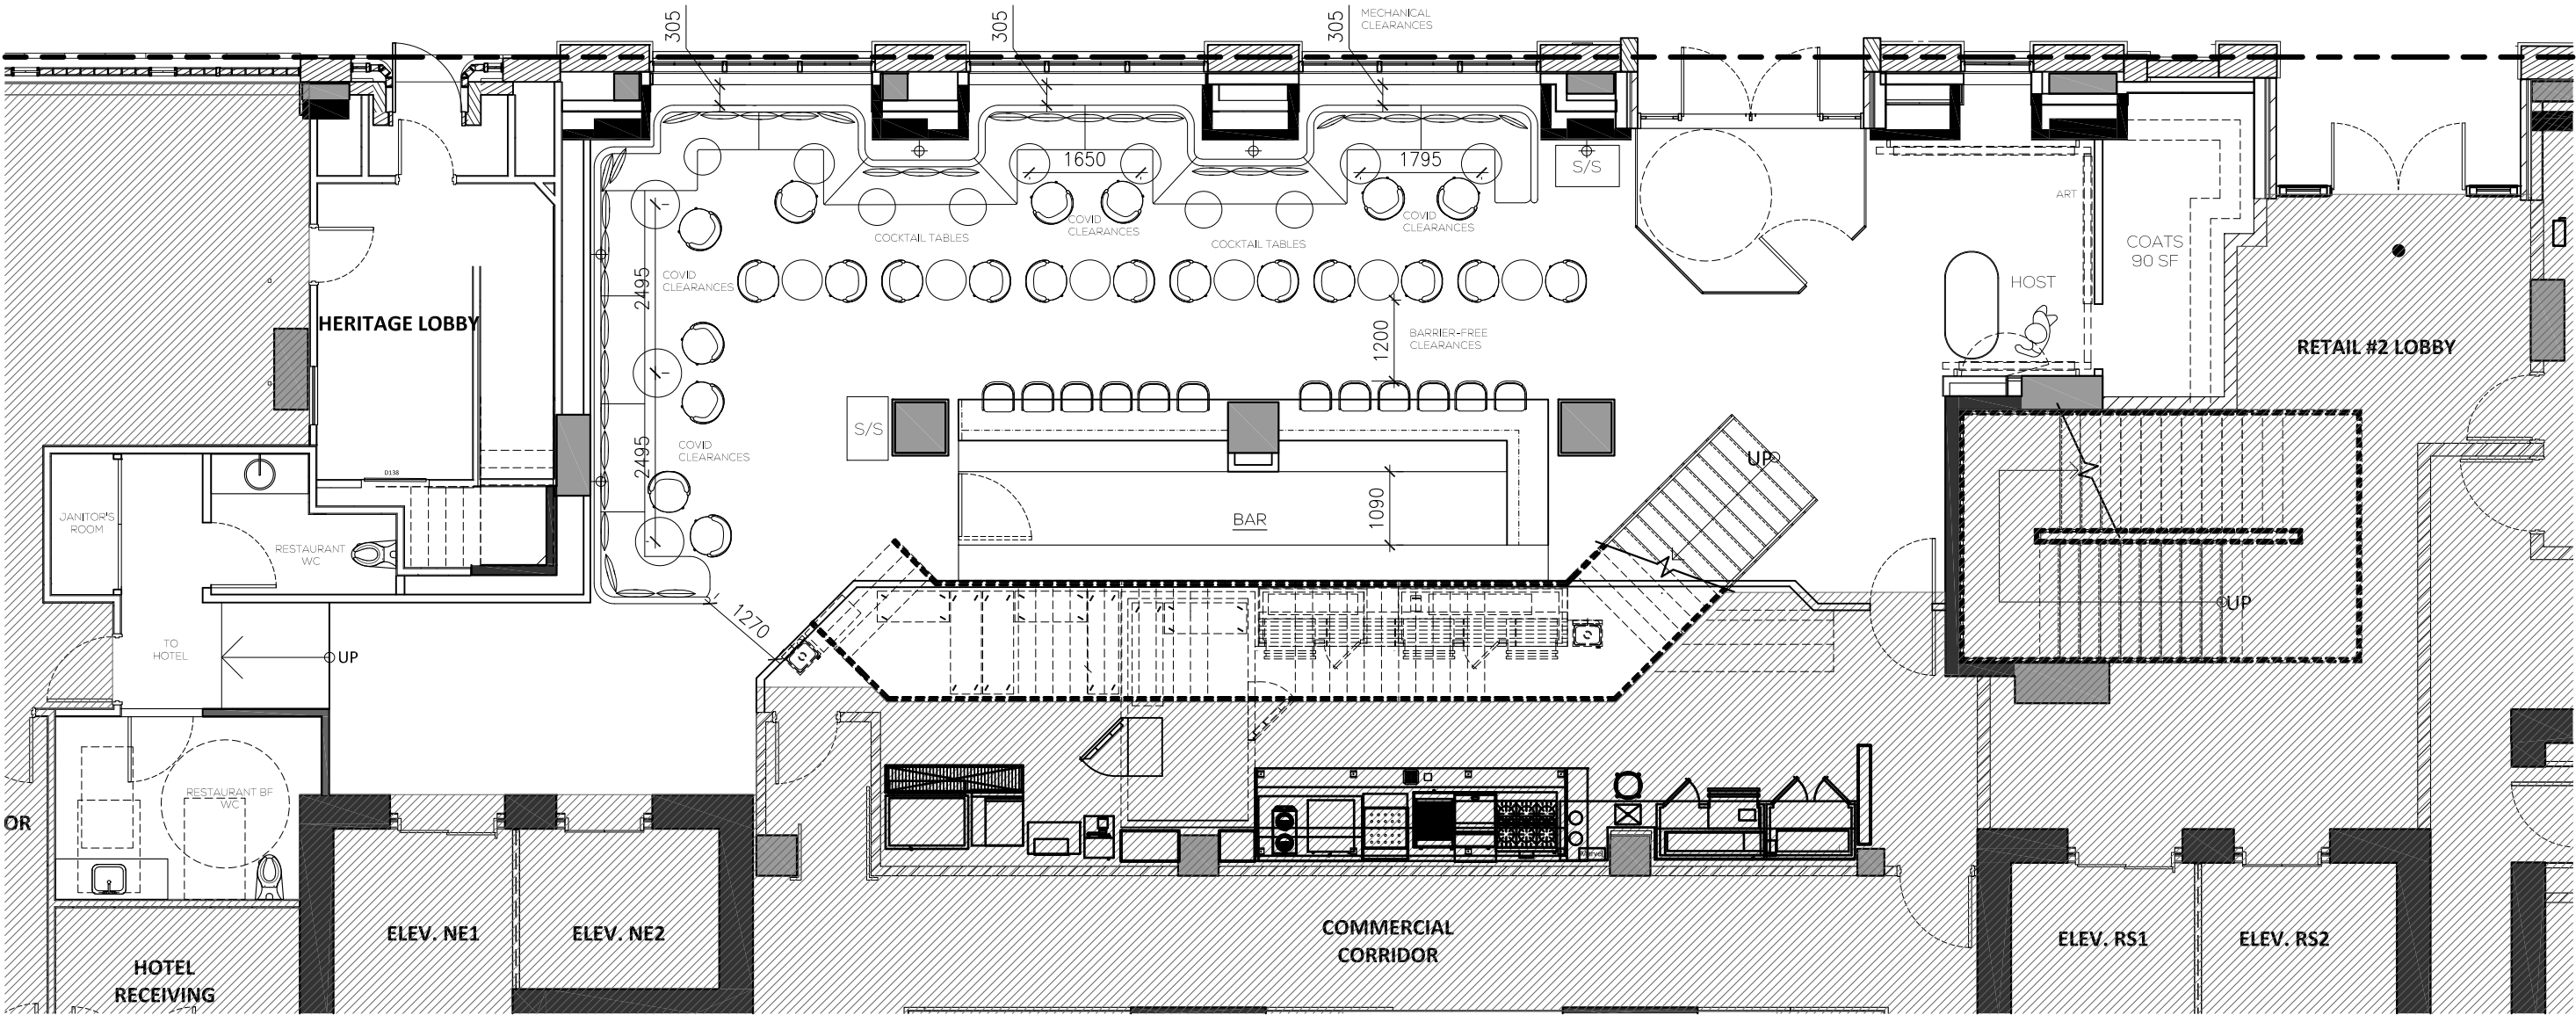 305
305
305
MECHANICAL
CLEARANCES
1650
1795
S/S
COVID
CLEARANCES
COVID
CLEARANCES
COCKTAIL TABLES
COCKTAIL TABLES
ART
COATS
90 SF
COVID
CLEARANCES
2495
HOST
HERITAGE LOBBY
1200
BARRIER-FREE
CLEARANCES
RETAIL #2 LOBBY
S/S
COVID
CLEARANCES
2495
UP
D138
JANITOR'S
ROOM
RESTAURANT
WC
BAR
1090
UP
1270
TO
HOTEL
UP
RESTAURANT BF
WC
OR
ELEV. NE1
ELEV. NE2
COMMERCIAL
CORRIDOR
ELEV. RS1
ELEV. RS2
HOTEL
RECEIVING